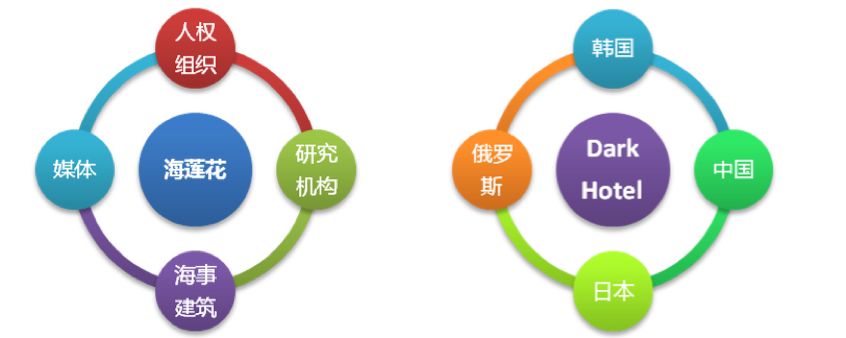 人权
组织
媒体
海莲花
研究
机构
海事
建筑
韩国
俄罗
斯
Dark
Hotel
中国
日本